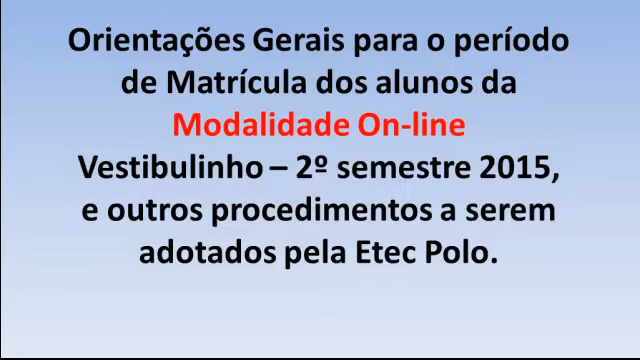 Orientações Gerais para o período
de Matrícula dos alunos da
Modalidade On-line
Vestibulinho – 2º semestre 2015,
e outros procedimentos a serem
adotados pela Etec Polo.